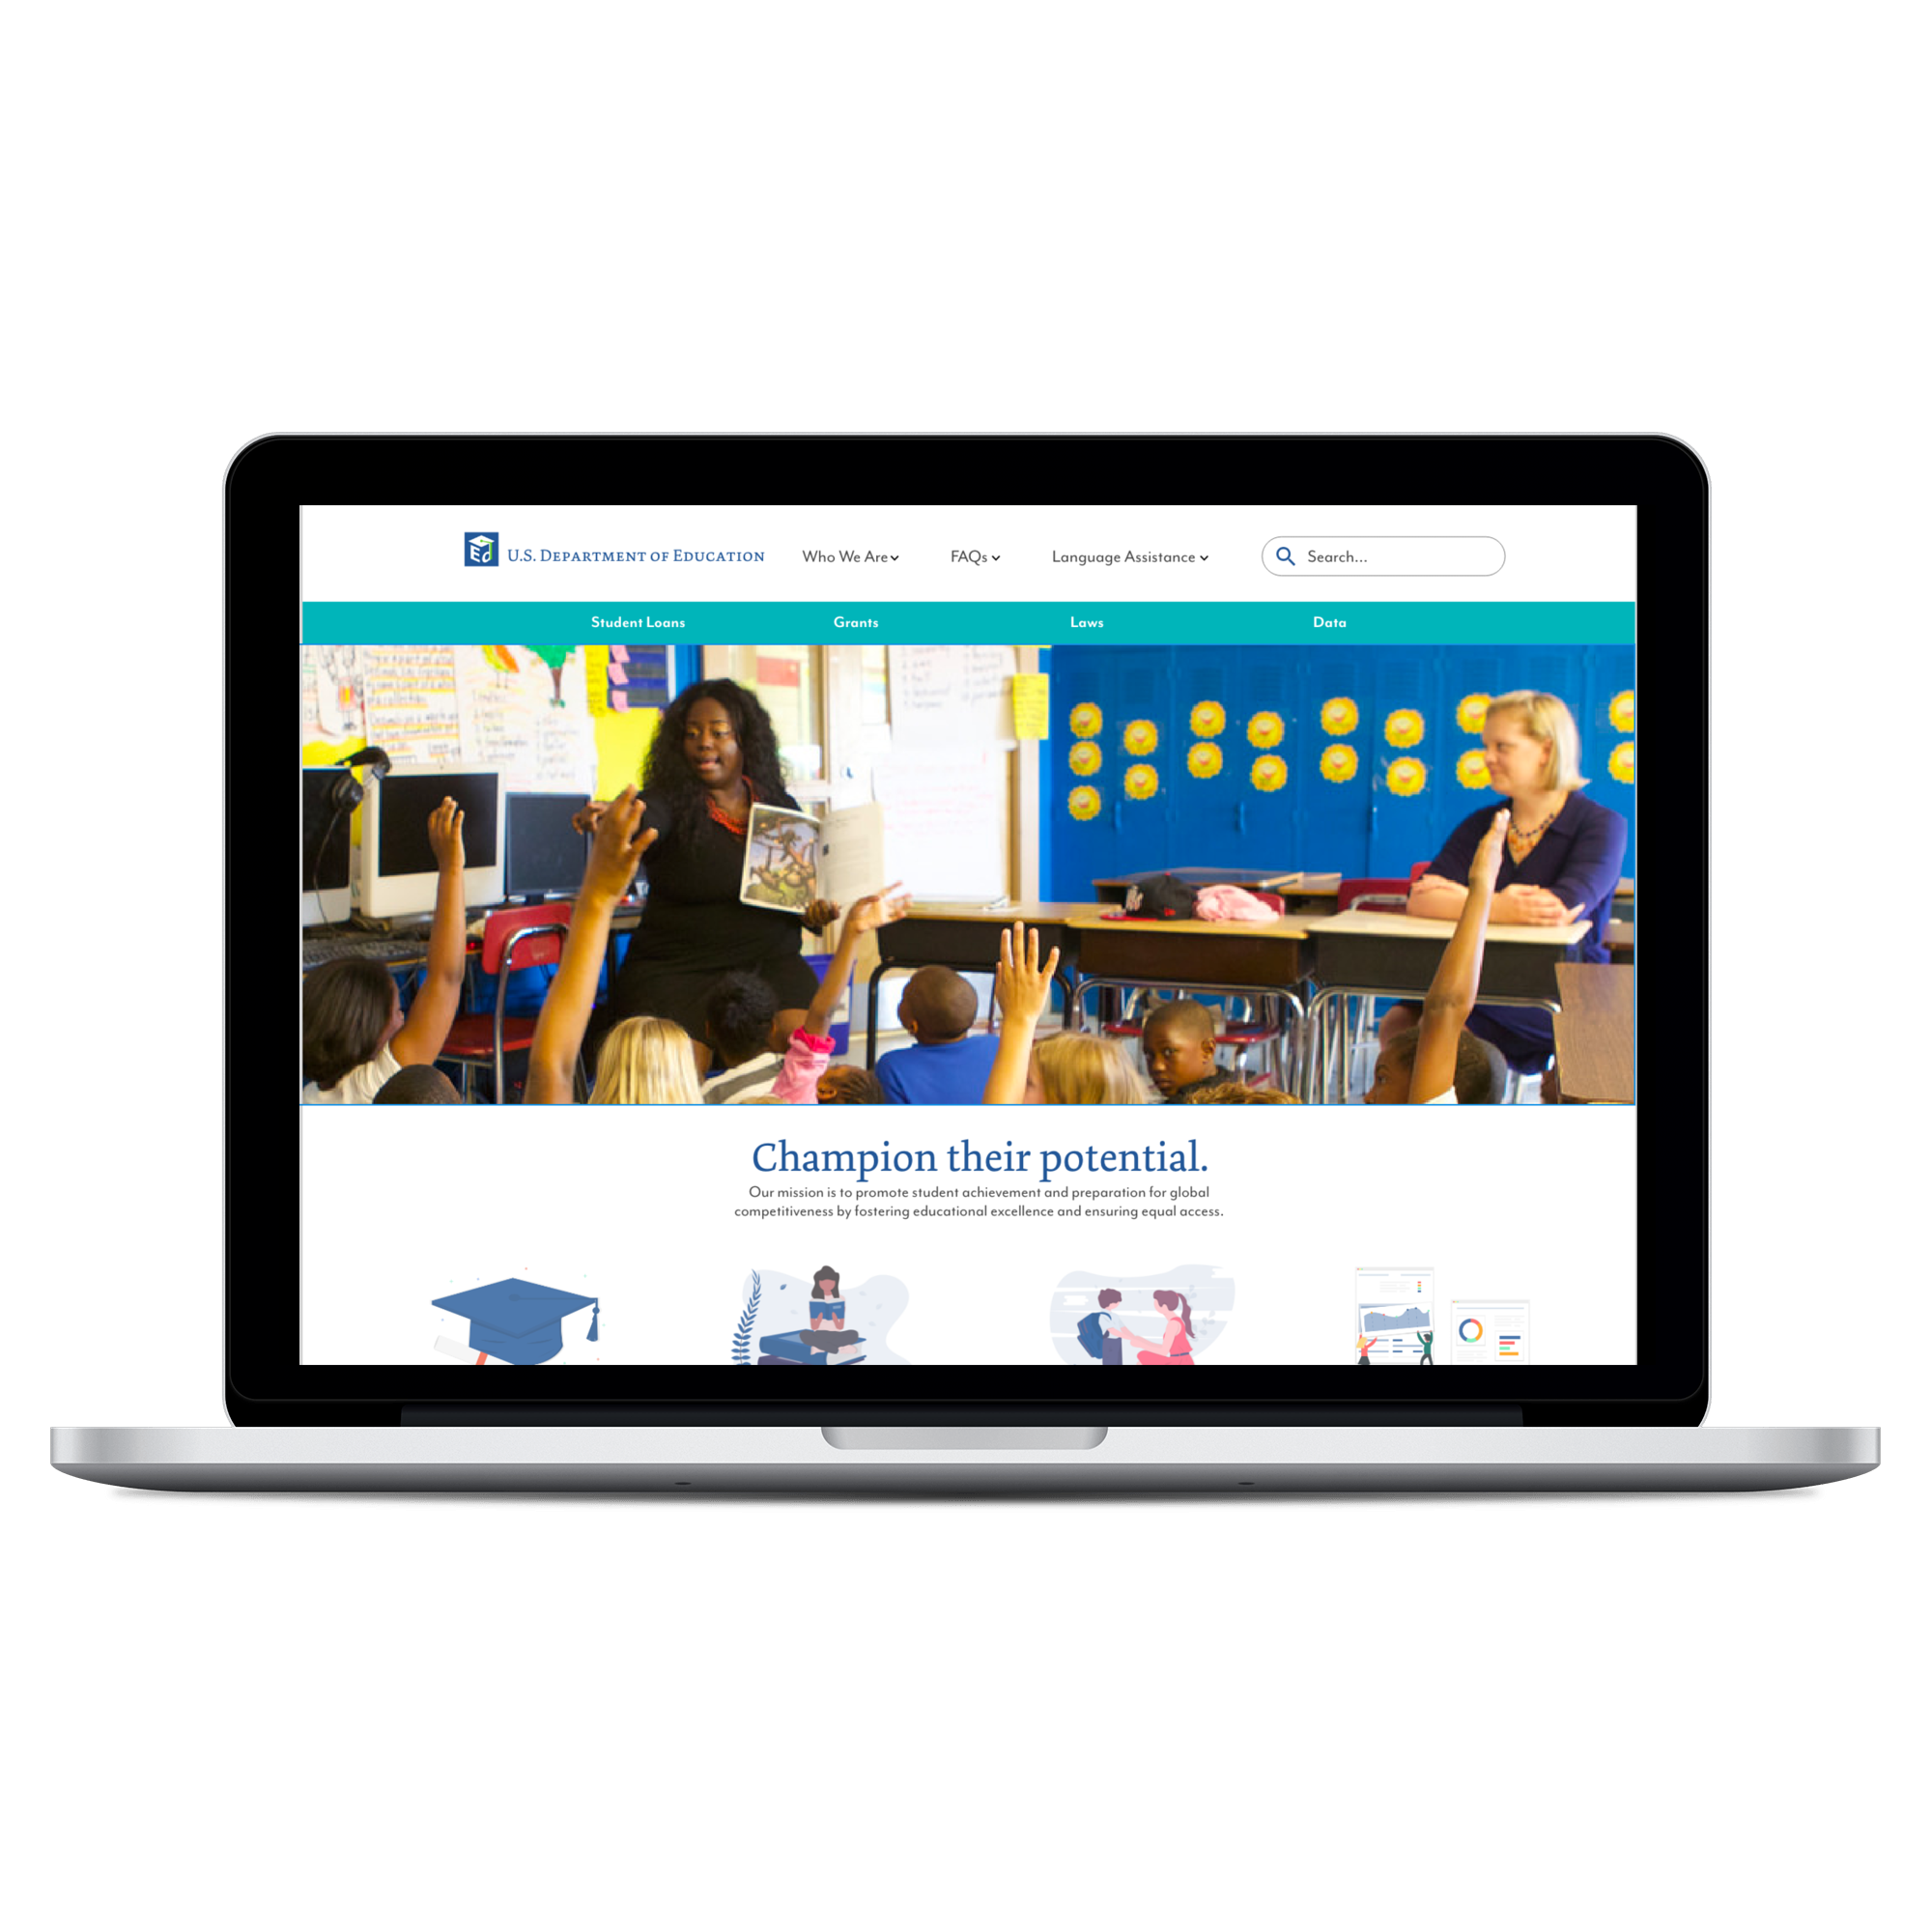 Ed
U.S. DEPARTMENT OF EDUCATION
Who We Are
FAQs
Language Assistance
Search...
Student Loans
Grants
Laws
Data
Champion their potential.
Our mission is to promote student achievement and preparation for global
competitiveness by fostering educational excellence and ensuring equal access.